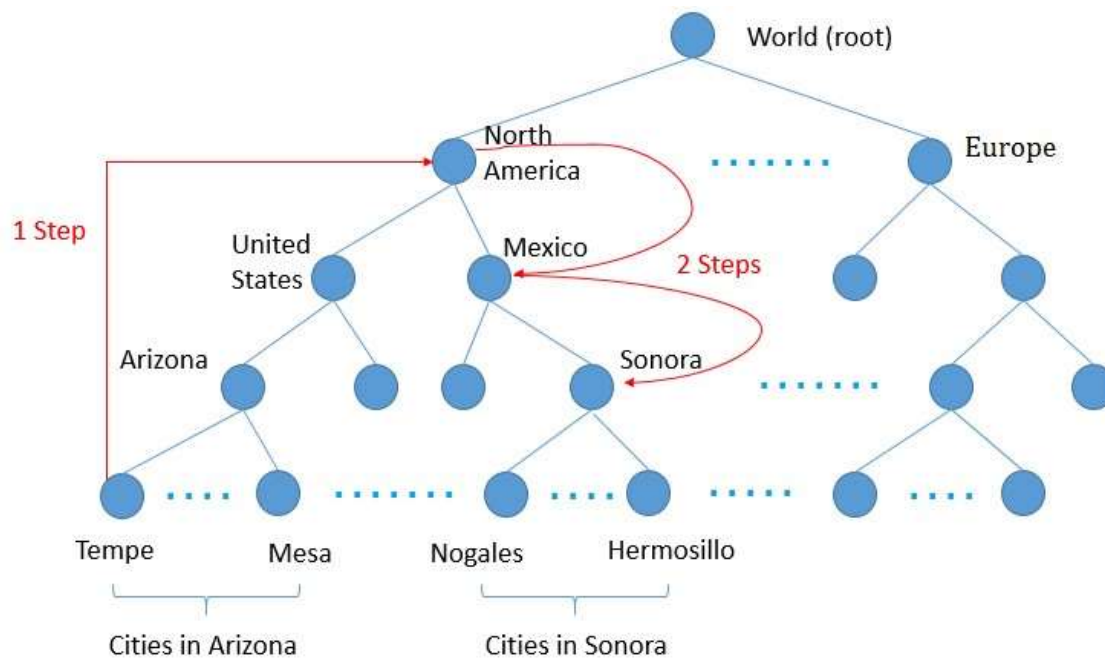 World (root)
North
America
Europe
1 Step
United
States
Mexico
2 Steps
Arizona
Sonora
Tempe
Mesa
Nogales
Hermosillo
Cities in Arizona
Cities in Sonora